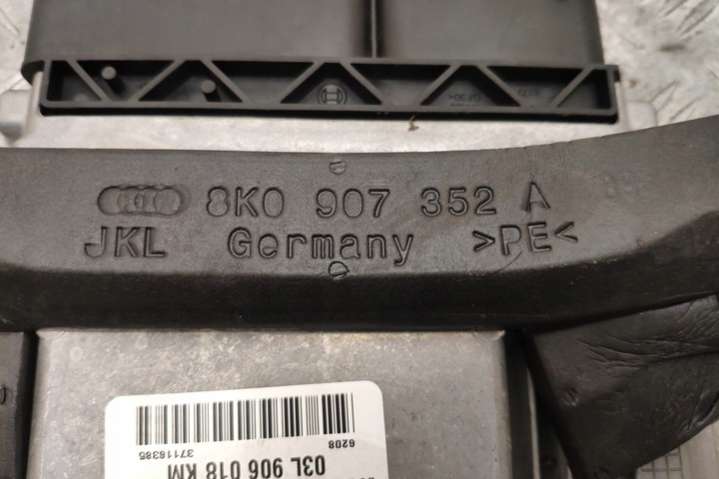 8K0 907 352 A
JKL Germany >PE<
6208
37116385
03L 906 018 KM